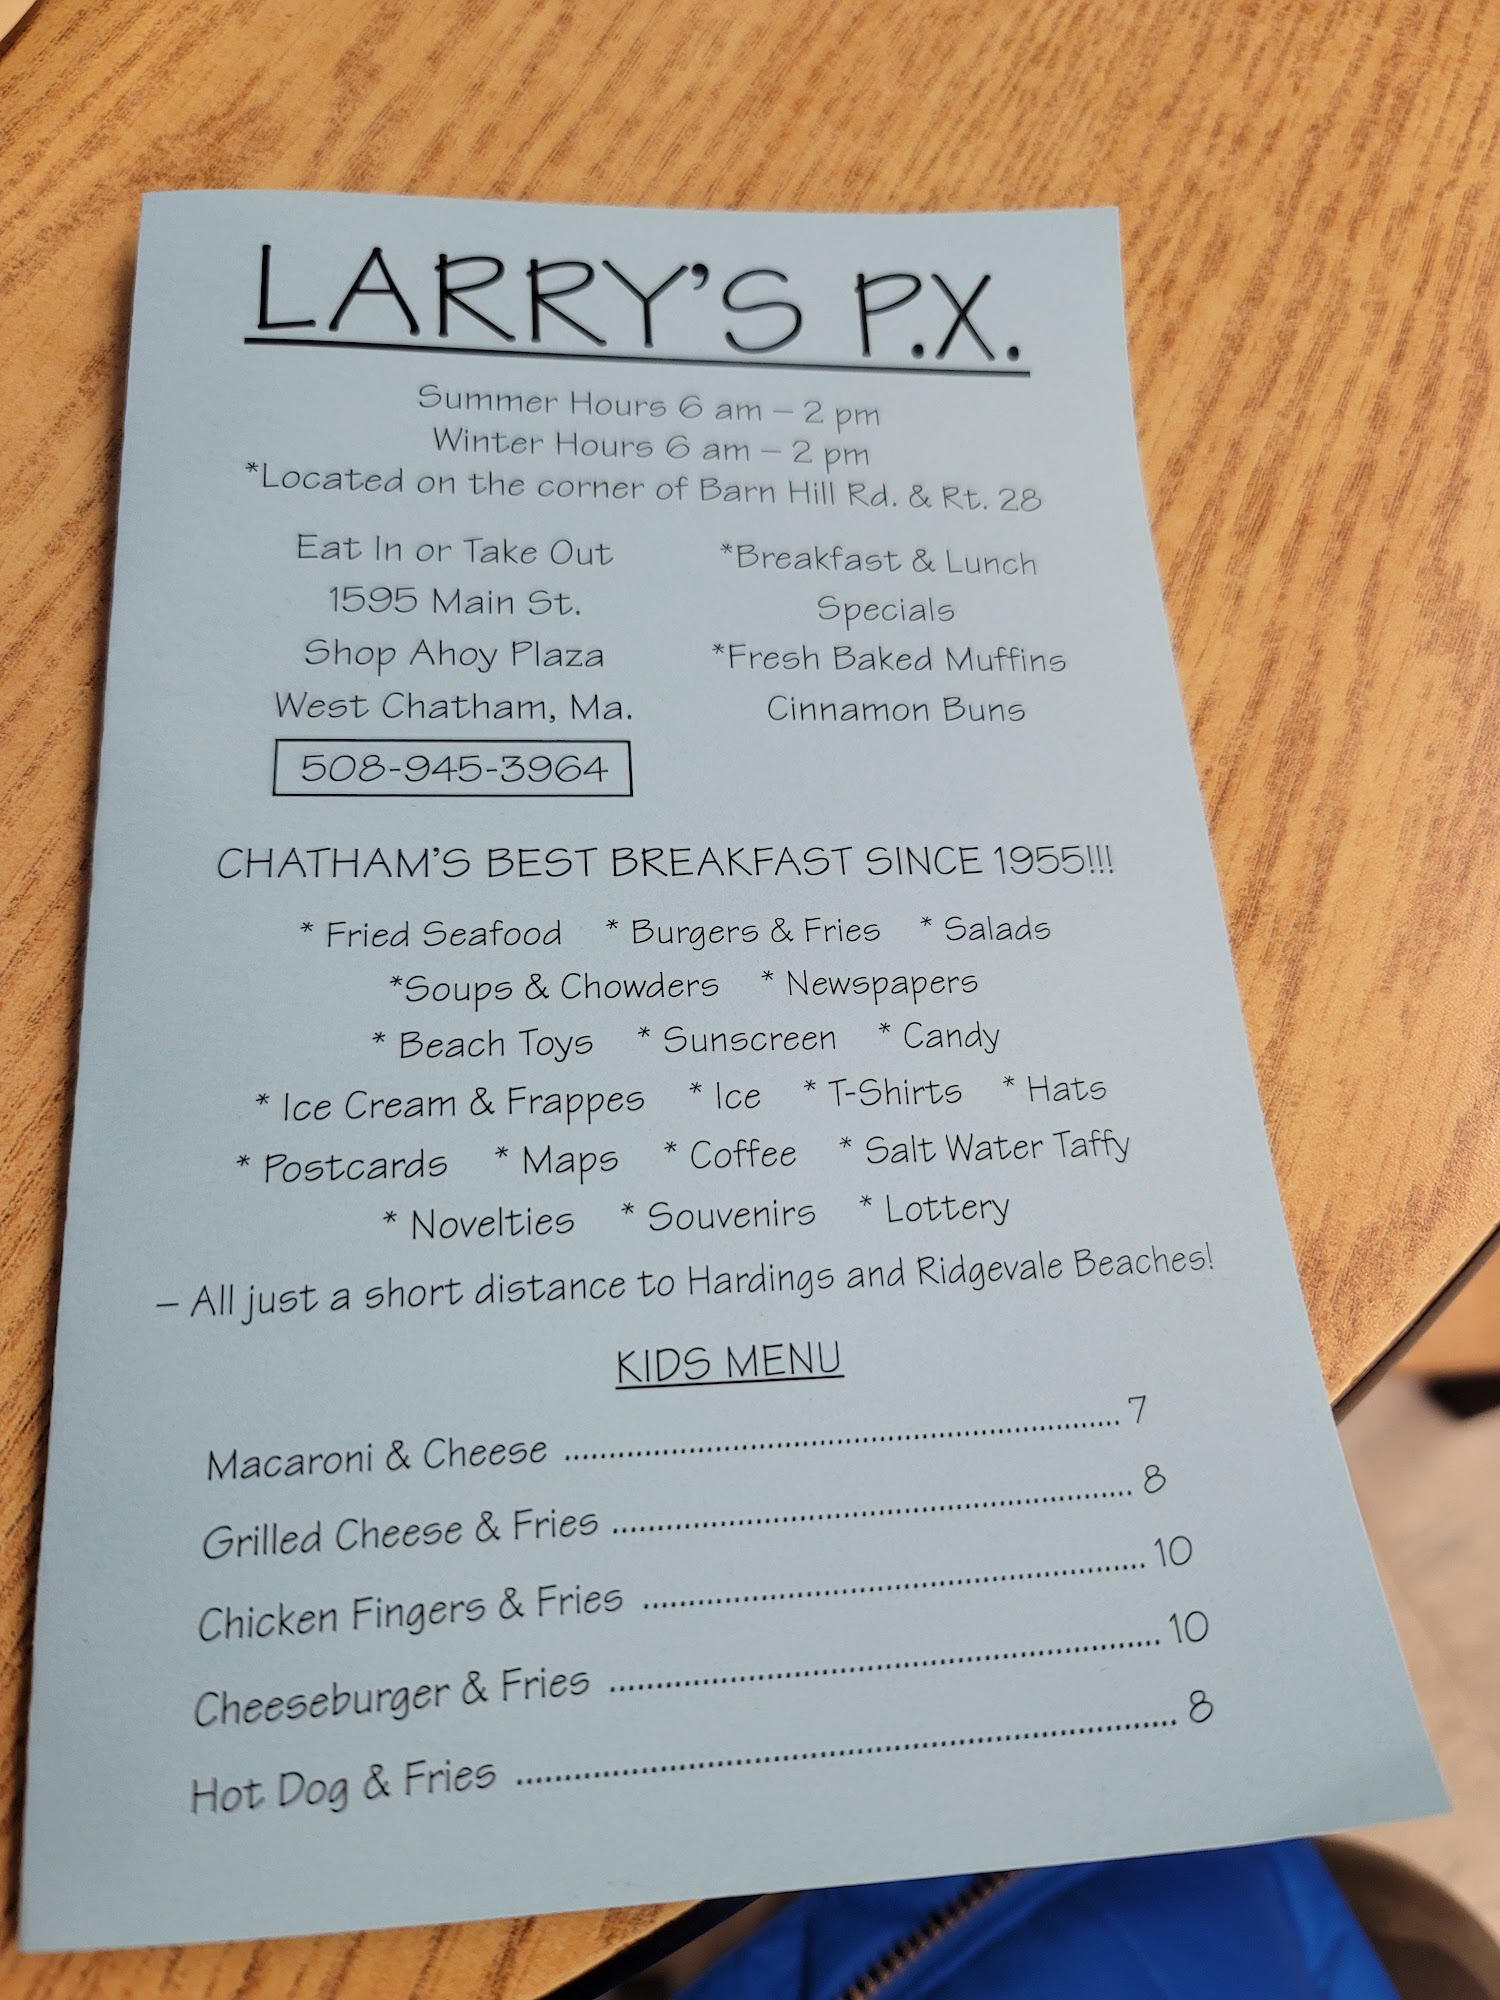 LARRY'S P.X.
Summer Hours 6 am – 2 pm
Winter Hours 6 am – 2 pm
*Located on the corner of Barn Hill Rd. & Rt. 28
Eat In or Take Out
1595 Main St.
Shop Ahoy Plaza
West Chatham, Ma.
508-945-3964
*Breakfast & Lunch
Specials
*Fresh Baked Muffins
Cinnamon Buns
CHATHAM'S BEST BREAKFAST SINCE 1955!!!
* Fried Seafood * Burgers & Fries * Salads
*Soups & Chowders * Newspapers
* Beach Toys * Sunscreen * Candy
* Ice Cream & Frappes * Ice * T-Shirts * Hats
* Postcards * Maps * Coffee * Salt Water Taffy
* Novelties * Souvenirs * Lottery
– All just a short distance to Hardings and Ridgevale Beaches!
KIDS MENU
Macaroni & Cheese ........ 7
Grilled Cheese & Fries ........ 8
Chicken Fingers & Fries ........ 10
Cheeseburger & Fries ........ 10
Hot Dog & Fries ........ 8